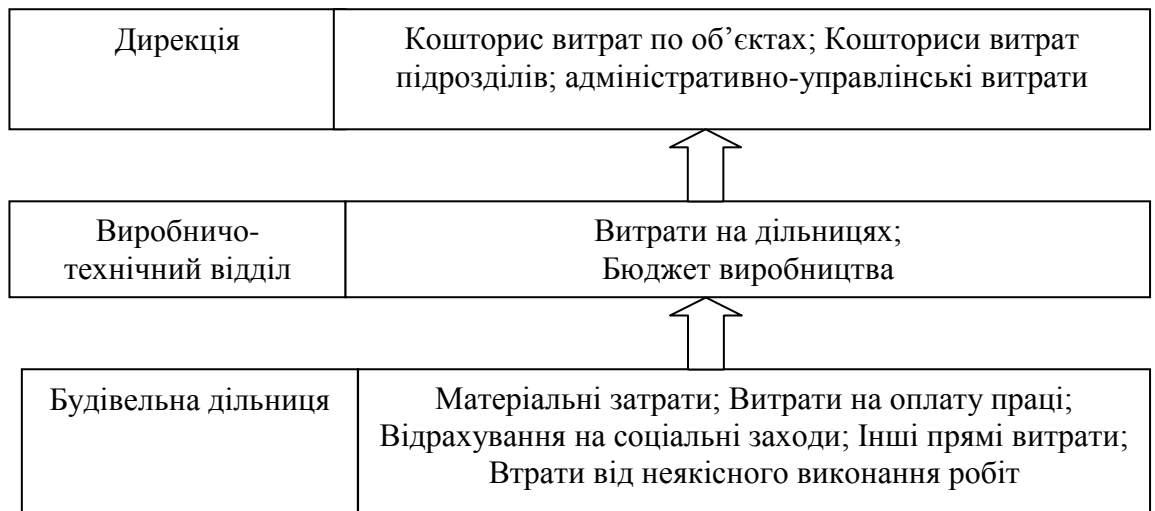 Дирекція
Кошторис витрат по об’єктах; Кошториси витрат
підрозділів; адміністративно-управлінські витрати
Виробничо-
технічний відділ
Витрати на дільницях;
Бюджет виробництва
Будівельна дільниця
Матеріальні затрати; Витрати на оплату праці;
Відрахування на соціальні заходи; Інші прямі витрати;
Втрати від неякісного виконання робіт